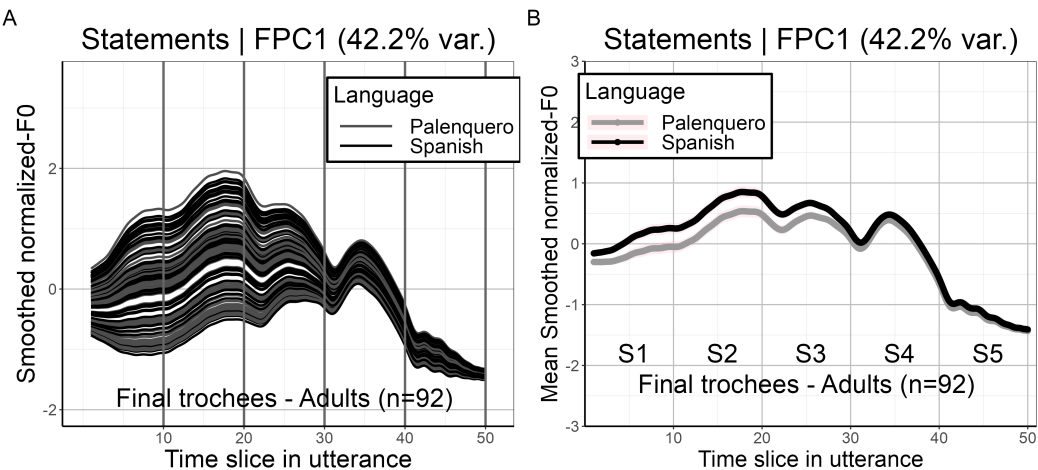 A
Statements | FPC1 (42.2% var.)
Smoothed normalized-F0
2
0
-2
Language
Palenquero
Spanish
Final trochees - Adults (n=92)
10
20
30
40
50
Time slice in utterance
B
Statements | FPC1 (42.2% var.)
Mean Smoothed normalized-F0
3
2
1
0
-1
-2
-3
Language
Palenquero
Spanish
S1
S2
S3
S4
S5
Final trochees - Adults (n=92)
10
20
30
40
50
Time slice in utterance